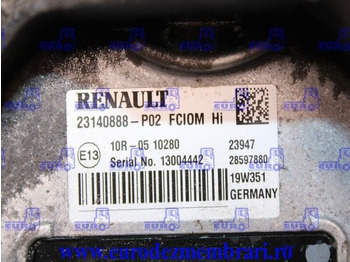 RENAULT
23140888-P02 FCIOM Hi
E13
10R-05 10280 23947
Serial No. 13004442 28597880
19W351
GERMANY
www.eurodezmembrari.ro